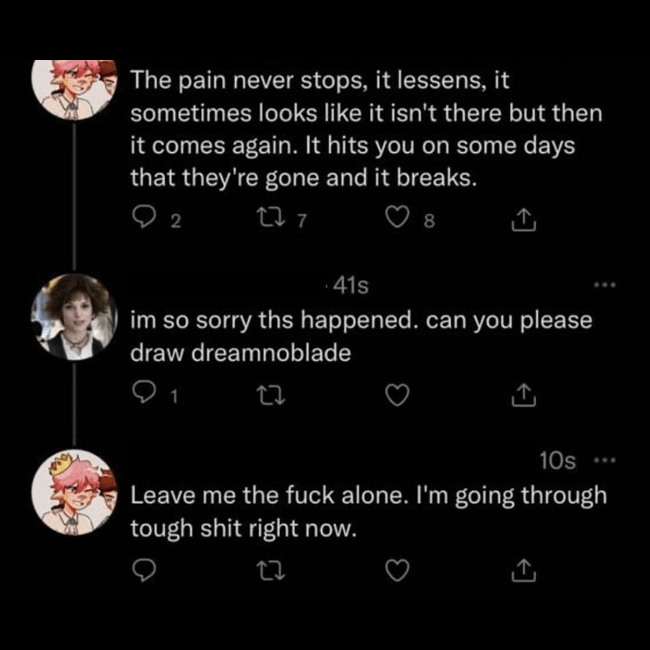 The pain never stops, it lessens, it
sometimes looks like it isn't there but then
it comes again. It hits you on some days
that they're gone and it breaks.
2 7 8
· 41s
im so sorry ths happened. can you please
draw dreamnoblade
1
10s
Leave me the fuck alone. I'm going through
tough shit right now.